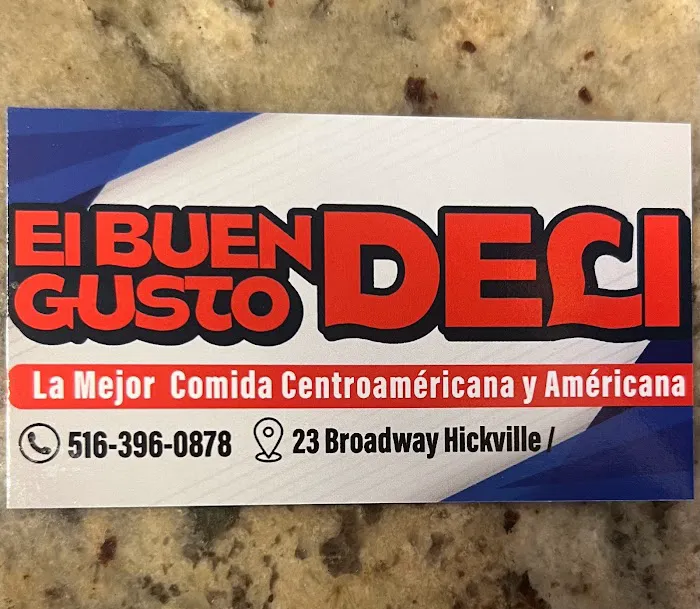 El BUEN
GUSTO
DELI
La Mejor Comida Centroaméricana y Américana
516-396-0878
23 Broadway Hickville /